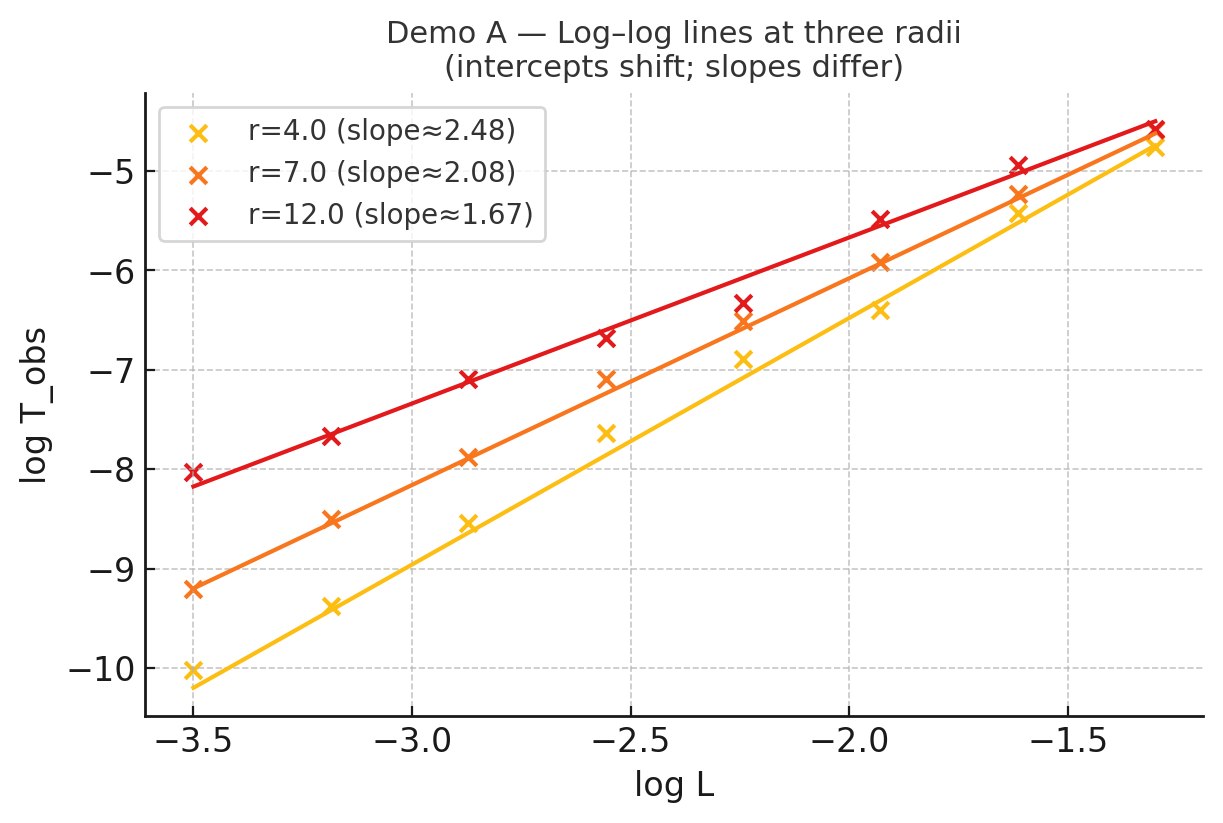 Demo A — Log–log lines at three radii
(intercepts shift; slopes differ)
r=4.0 (slope≈2.48)
r=7.0 (slope≈2.08)
r=12.0 (slope≈1.67)
log T_obs
−5
−6
−7
−8
−9
−10
−3.5
−3.0
−2.5
−2.0
−1.5
log L